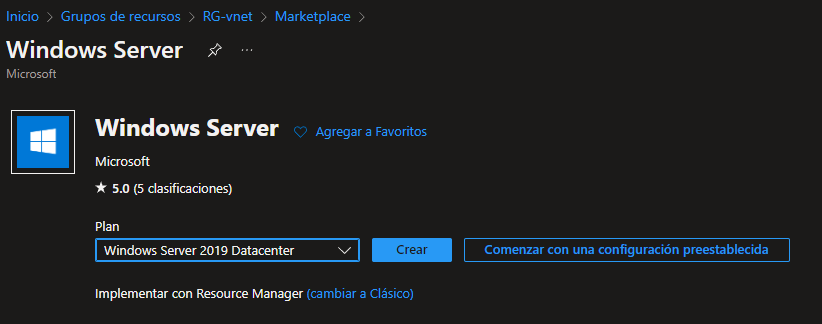 Inicio > Grupos de recursos > RG-vnet > Marketplace >
Windows Server
Microsoft
Windows Server
Agregar a Favoritos
Microsoft
★ 5.0 (5 clasificaciones)
Plan
Windows Server 2019 Datacenter
Crear
Comenzar con una configuración preestablecida
Implementar con Resource Manager (cambiar a Clásico)